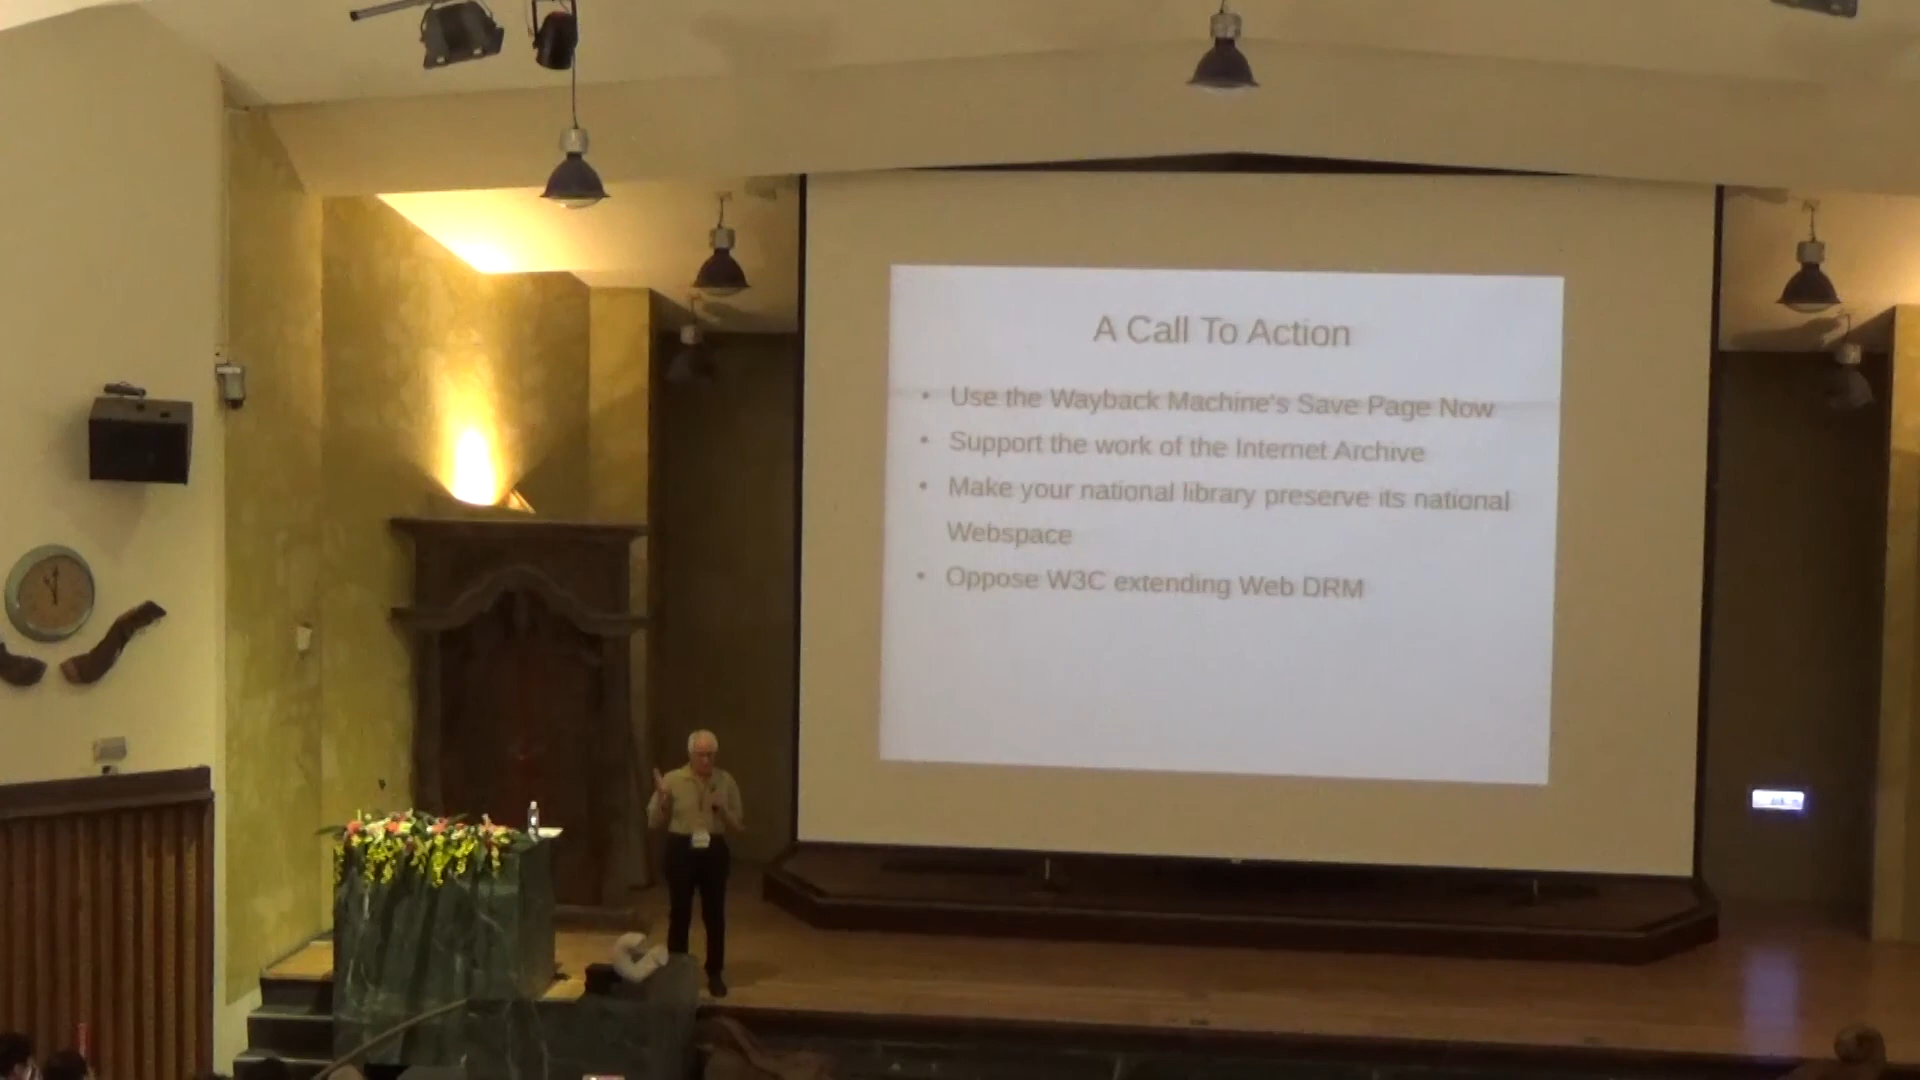 A Call To Action
• Use the Wayback Machine's Save Page Now
• Support the work of the Internet Archive
• Make your national library preserve its national
Webspace
• Oppose W3C extending Web DRM